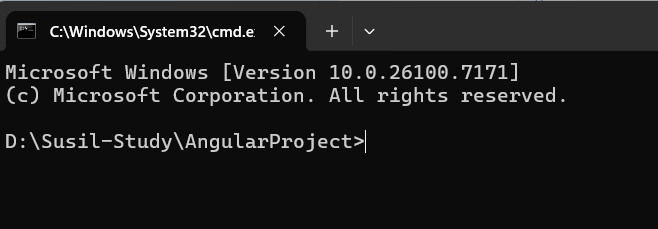 C:\Windows\System32\cmd.e
Microsoft Windows [Version 10.0.26100.7171]
(c) Microsoft Corporation. All rights reserved.
D:\Susil-Study\AngularProject>